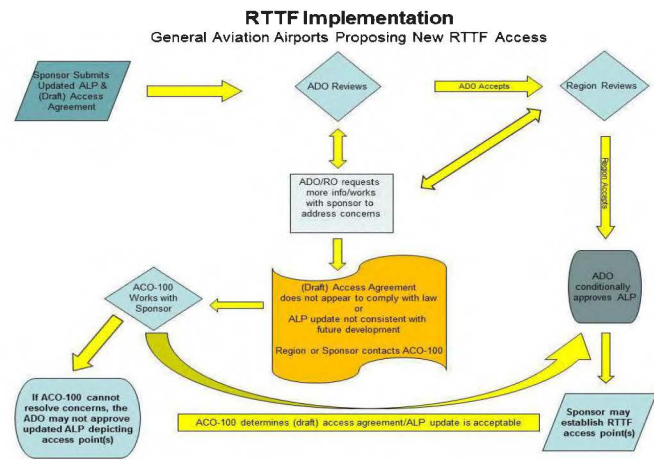 RTTF Implementation
General Aviation Airports Proposing New RTTF Access
Sponsor Submits
Updated ALP &
(Draft) Access
Agreement
ADO Reviews
ADO Accepts
Region Reviews
ADO/RO requests
more info/works
with sponsor to
address concerns
Region Accepts
ACO-100
Works with
Sponsor
(Draft) Access Agreement
does not appear to comply with law
or
ALP update not consistent with
future development
Region or Sponsor contacts ACO-100
ADO
conditionally
approves ALP
If ACO-100 cannot
resolve concerns, the
ADO may not approve
updated ALP depicting
access point(s)
ACO-100 determines (draft) access agreement/ALP update is acceptable
Sponsor may
establish RTTF
access point(s)